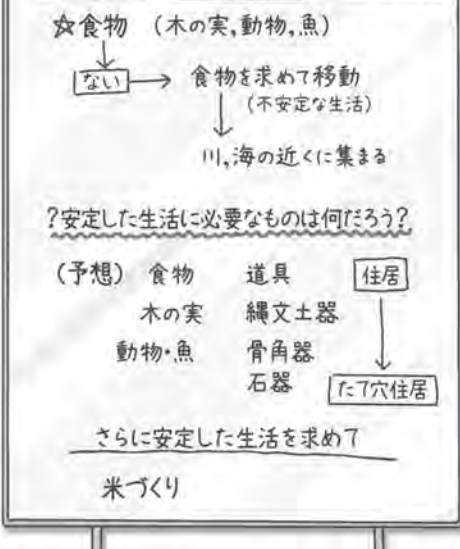 ☆食物 (木の実,動物,魚)
ない → 食物を求めて移動
(不安定な生活)
川,海の近くに集まる
?安定した生活に必要なものは何だろう?
(予想) 食物 道具 住居
木の実 縄文土器
動物・魚 骨角器
石器 たて穴住居
さらに安定した生活を求めて
米づくり